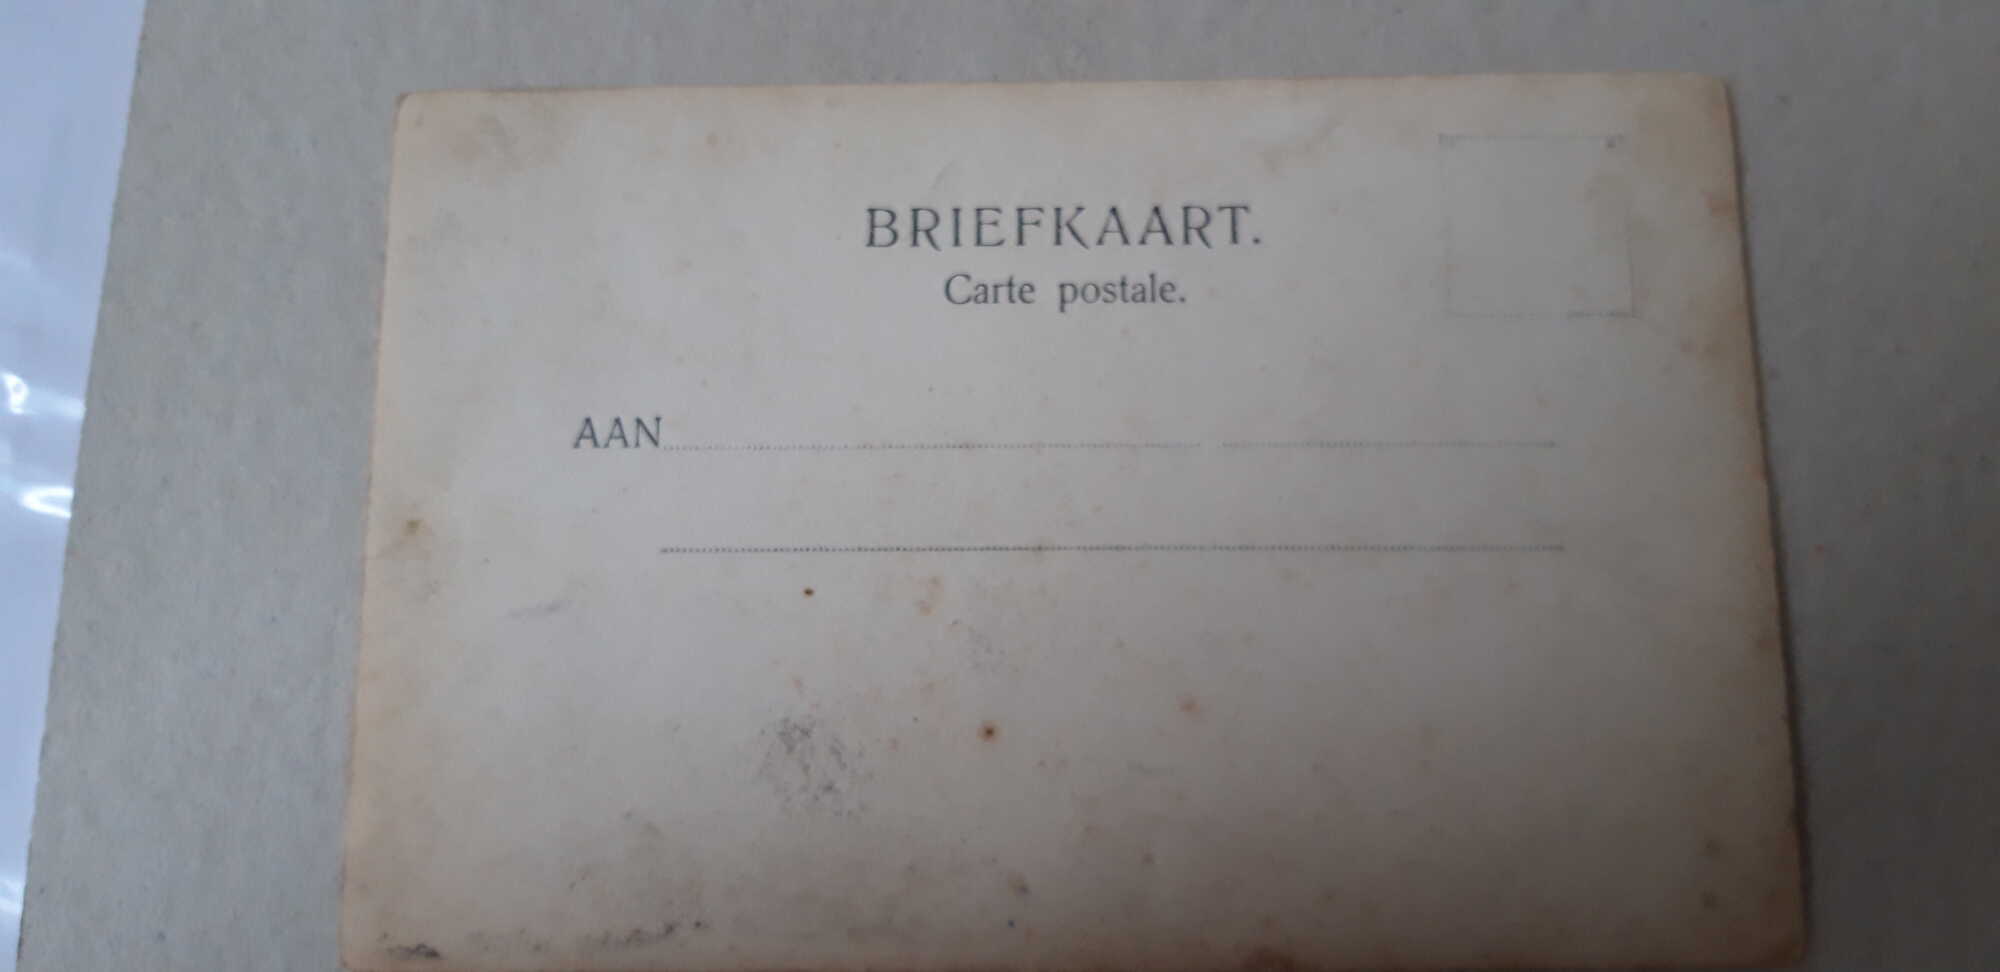 BRIEFKAART.
Carte postale.
AAN